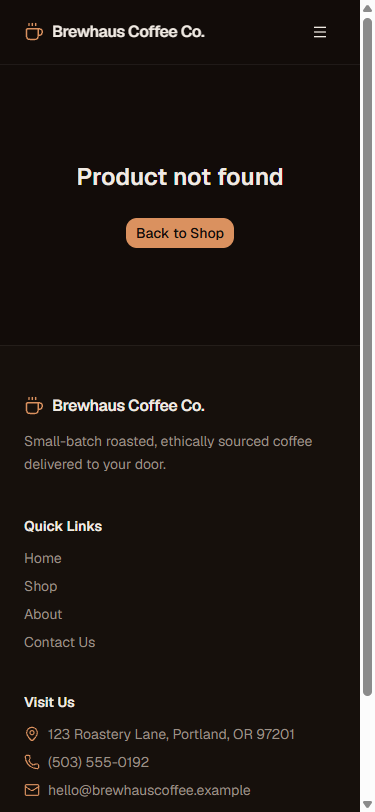 Brewhaus Coffee Co.
Product not found
Back to Shop
Brewhaus Coffee Co.
Small-batch roasted, ethically sourced coffee
delivered to your door.
Quick Links
Home
Shop
About
Contact Us
Visit Us
123 Roastery Lane, Portland, OR 97201
(503) 555-0192
hello@brewhauscoffee.example